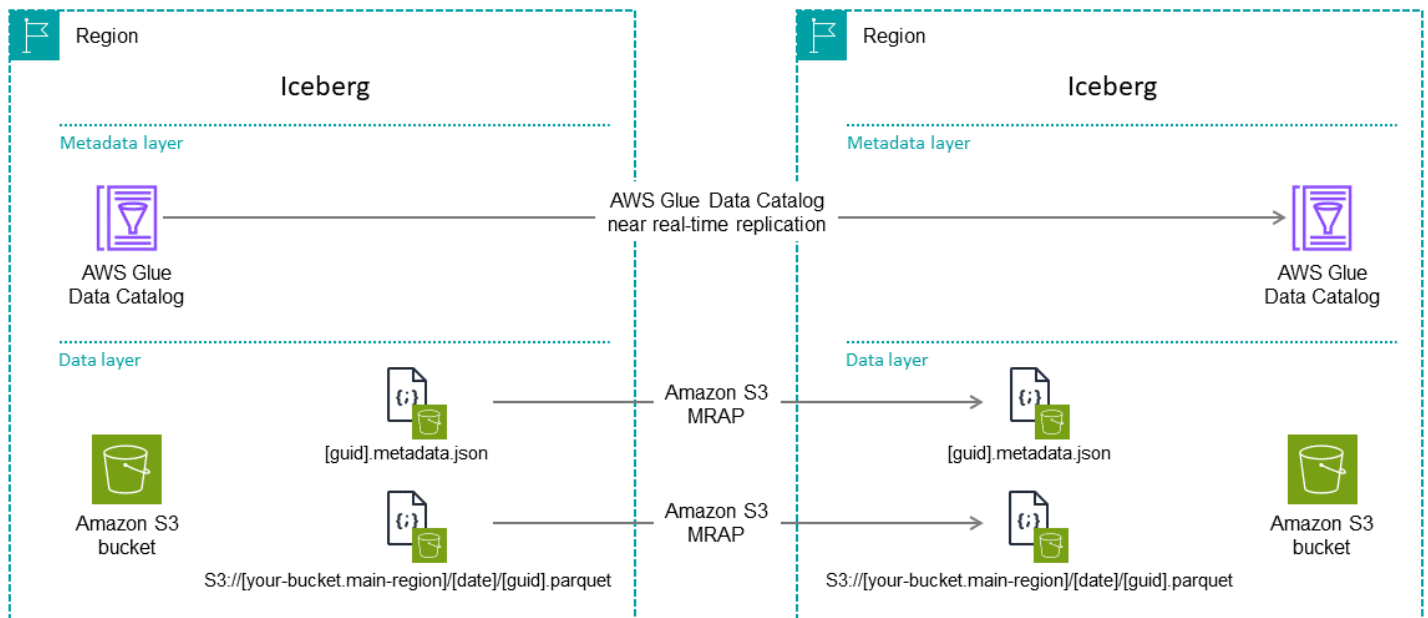 Region
Iceberg
Metadata layer
AWS Glue
Data Catalog
Data layer
{;}
[guid].metadata.json
Amazon S3
bucket
{;}
S3://[your-bucket.main-region]/[date]/[guid].parquet
AWS Glue Data Catalog
near real-time replication
Amazon S3
MRAP
Amazon S3
MRAP
Region
Iceberg
Metadata layer
AWS Glue
Data Catalog
Data layer
{;}
[guid].metadata.json
{;}
S3://[your-bucket.main-region]/[date]/[guid].parquet
Amazon S3
bucket